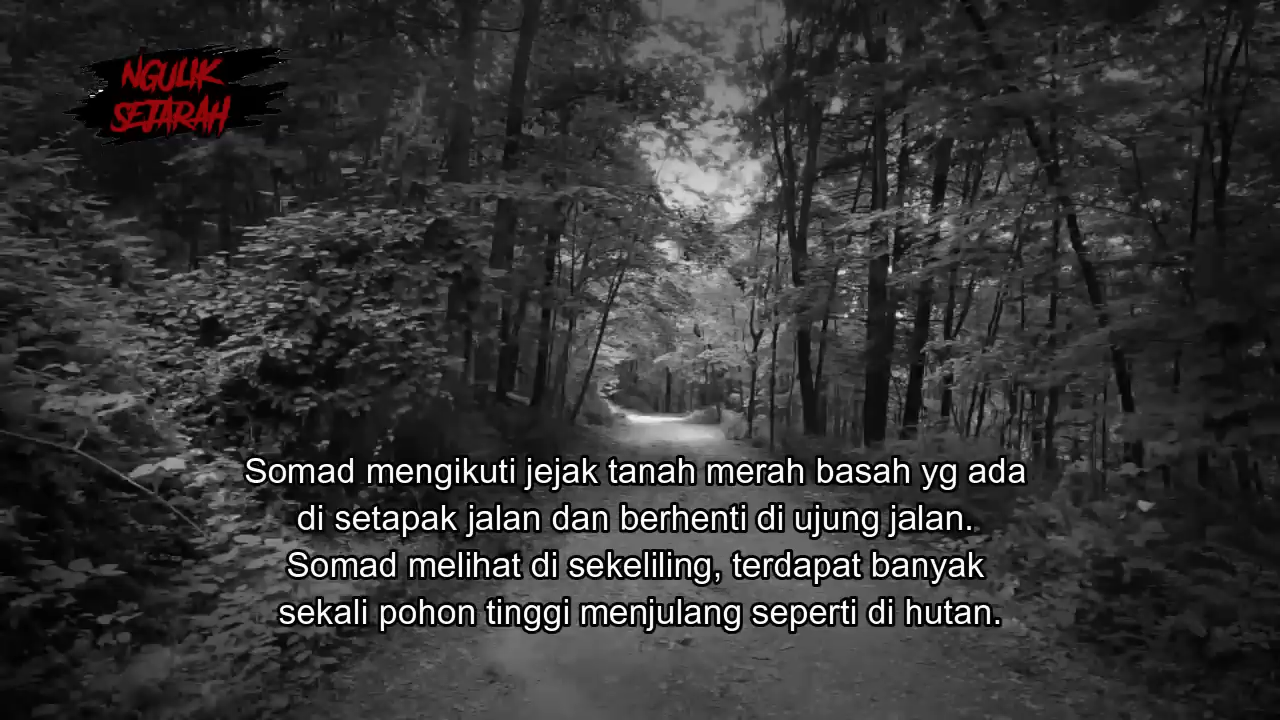 NGULIK
SEJARAH
Somad mengikuti jejak tanah merah basah yg ada
di setapak jalan dan berhenti di ujung jalan.
Somad melihat di sekeliling, terdapat banyak
sekali pohon tinggi menjulang seperti di hutan.